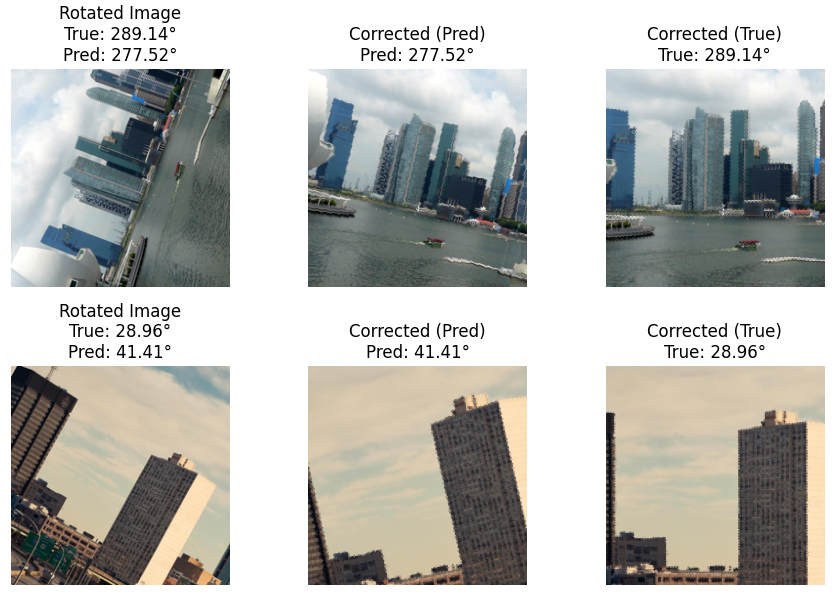 Rotated Image
True: 289.14°
Pred: 277.52°
Corrected (Pred)
Pred: 277.52°
Corrected (True)
True: 289.14°
Rotated Image
True: 28.96°
Pred: 41.41°
Corrected (Pred)
Pred: 41.41°
Corrected (True)
True: 28.96°